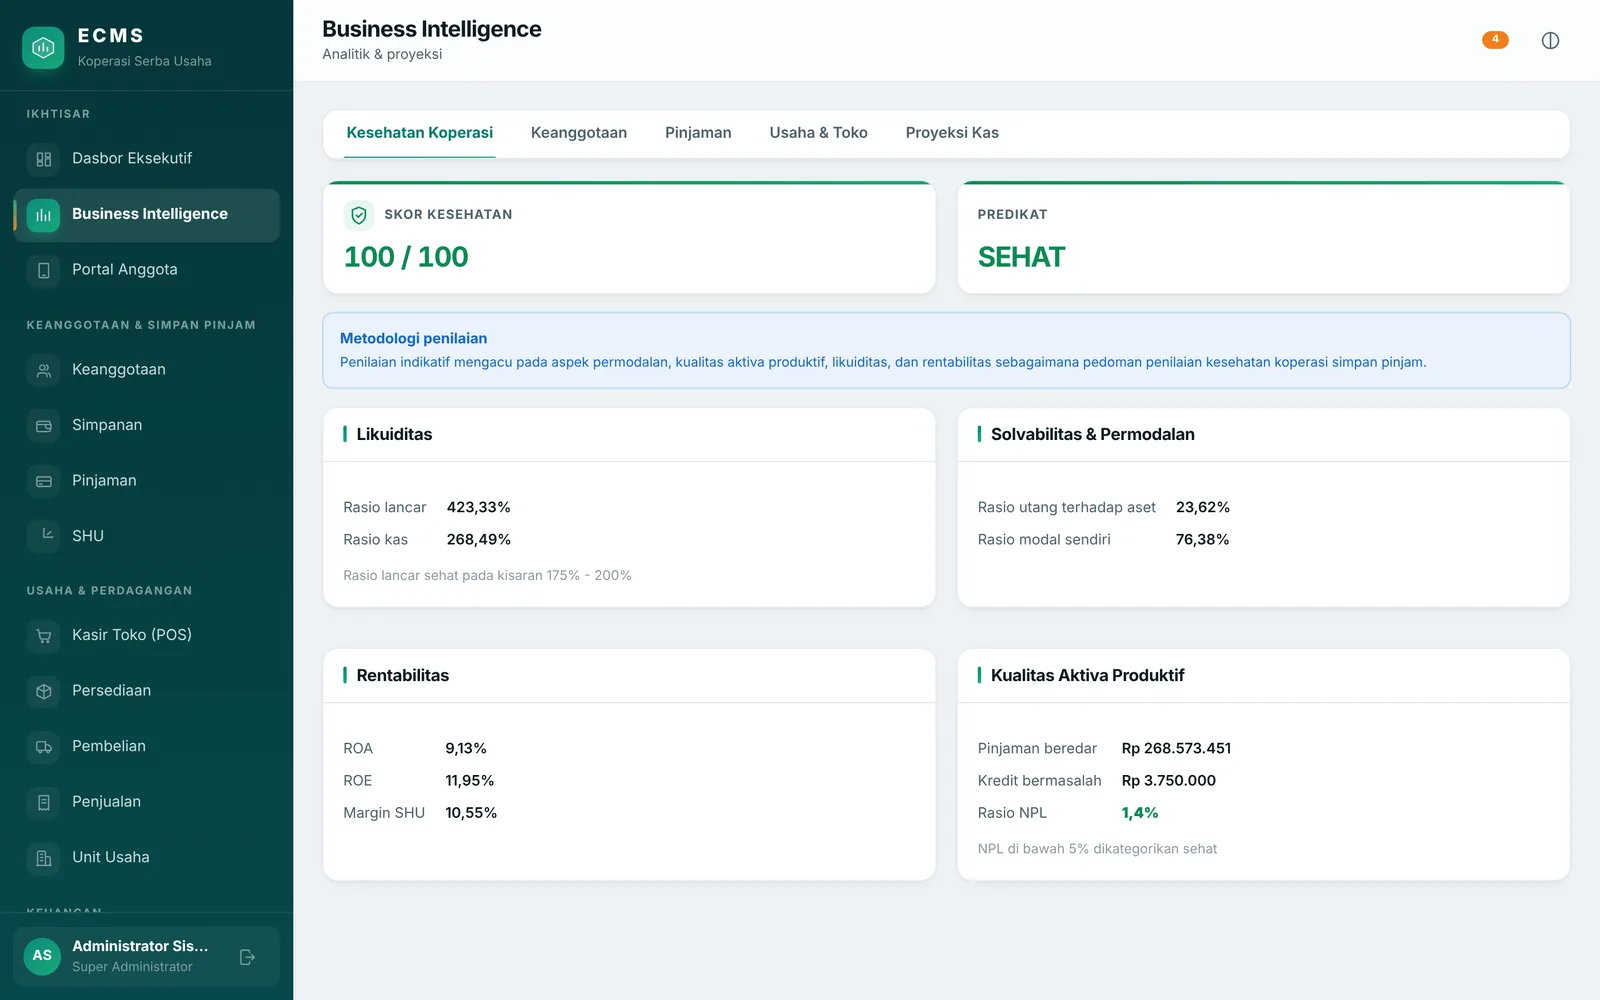 ECMS
Koperasi Serba Usaha
IKHTISAR
Dasbor Eksekutif
Business Intelligence
Portal Anggota
KEANGGOTAAN & SIMPAN PINJAM
Keanggotaan
Simpanan
Pinjaman
SHU
USAHA & PERDAGANGAN
Kasir Toko (POS)
Persediaan
Pembelian
Penjualan
Unit Usaha
KEUANGAN
AS
Administrator Sis...
Super Administrator
Business Intelligence
Analitik & proyeksi
4
Kesehatan Koperasi Keanggotaan Pinjaman Usaha & Toko Proyeksi Kas
SKOR KESEHATAN
100 / 100
PREDIKAT
SEHAT
Metodologi penilaian
Penilaian indikatif mengacu pada aspek permodalan, kualitas aktiva produktif, likuiditas, dan rentabilitas sebagaimana pedoman penilaian kesehatan koperasi simpan pinjam.
Likuiditas
Rasio lancar 423,33%
Rasio kas 268,49%
Rasio lancar sehat pada kisaran 175% - 200%
Solvabilitas & Permodalan
Rasio utang terhadap aset 23,62%
Rasio modal sendiri 76,38%
Rentabilitas
ROA 9,13%
ROE 11,95%
Margin SHU 10,55%
Kualitas Aktiva Produktif
Pinjaman beredar Rp 268.573.451
Kredit bermasalah Rp 3.750.000
Rasio NPL 1,4%
NPL di bawah 5% dikategorikan sehat